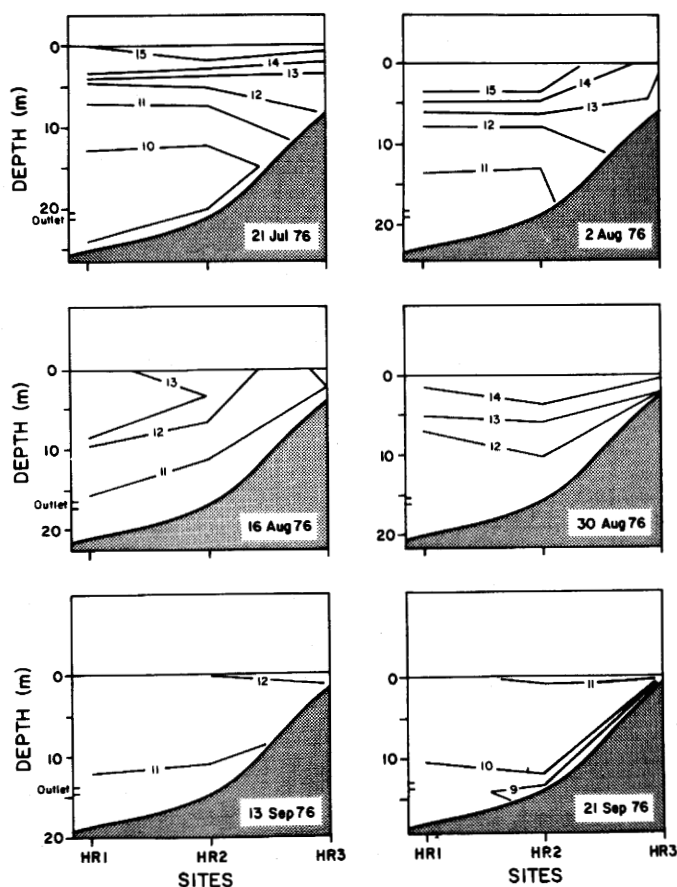 DEPTH (m)
0
10
20
Outlet
15
14
13
12
11
10
21 Jul 76
0
10
20
15
14
13
12
11
2 Aug 76
DEPTH (m)
0
10
Outlet
20
13
12
11
16 Aug 76
0
10
20
14
13
12
30 Aug 76
DEPTH (m)
0
10
Outlet
20
12
11
13 Sep 76
HR1 HR2 HR3
SITES
0
10
11
10
9
21 Sep 76
HR1 HR2 HR3
SITES